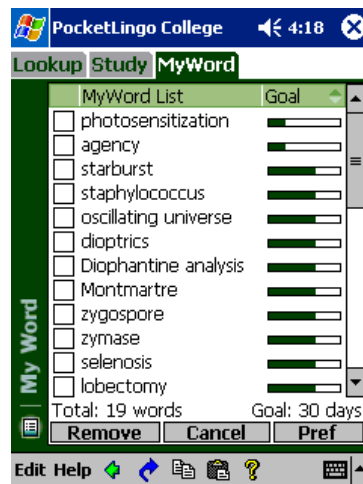 PocketLingo College 4:18
Lookup Study MyWord
MyWord List Goal
photosensitization
agency
starburst
staphylococcus
oscillating universe
dioptrics
Diophantine analysis
Montmartre
zygospore
zymase
selenosis
lobectomy
My Word
Total: 19 words Goal: 30 days
Remove Cancel Pref
Edit Help